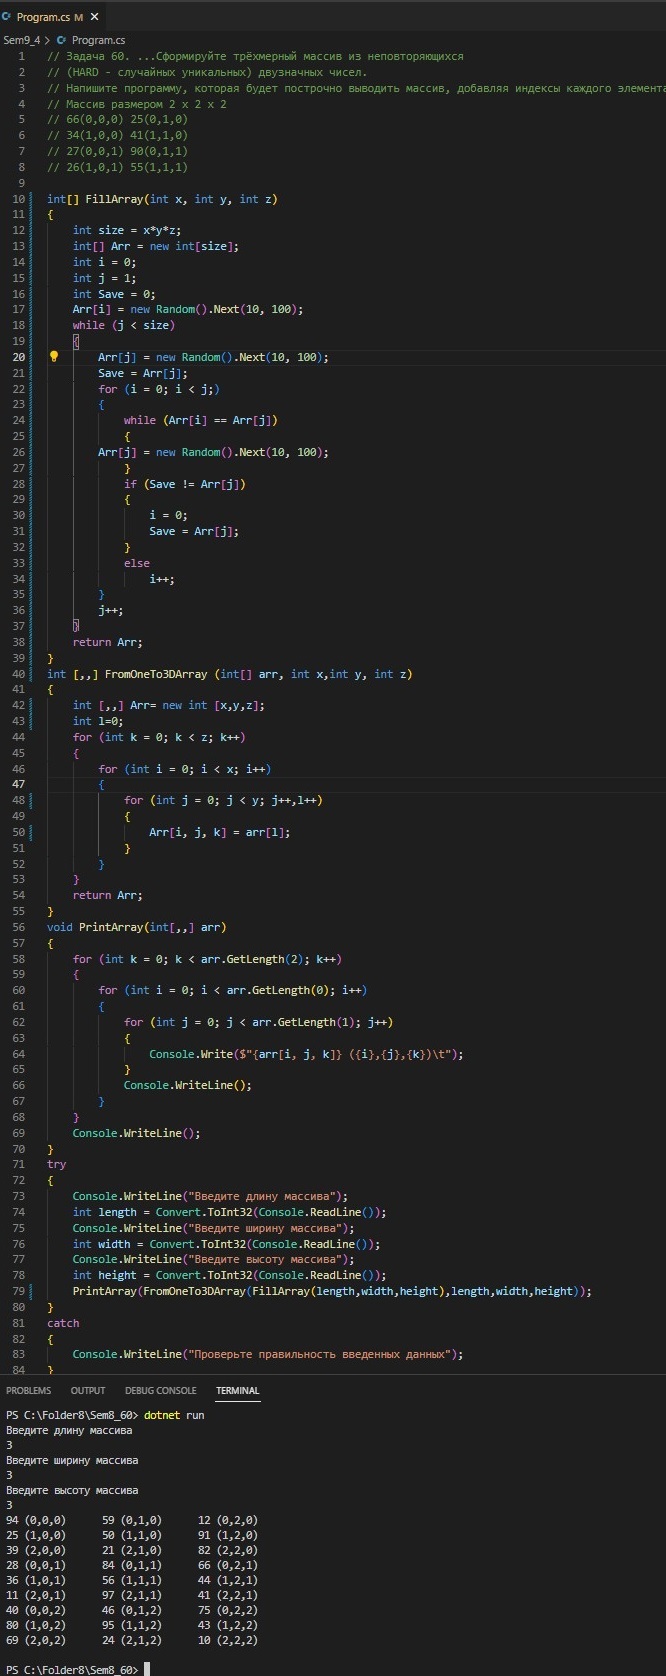 Program.cs M ×
Sem9_4 > Program.cs
1 // Задача 60. ...Сформируйте трёхмерный массив из неповторяющихся
2 // (HARD - случайных уникальных) двузначных чисел.
3 // Напишите программу, которая будет построчно выводить массив, добавляя индексы каждого элемента
4 // Массив размером 2 x 2 x 2
5 // 66(0,0,0) 25(0,1,0)
6 // 34(1,0,0) 41(1,1,0)
7 // 27(0,0,1) 90(0,1,1)
8 // 26(1,0,1) 55(1,1,1)
9
10 int[] FillArray(int x, int y, int z)
11 {
12 int size = x*y*z;
13 int[] Arr = new int[size];
14 int i = 0;
15 int j = 1;
16 int Save = 0;
17 Arr[i] = new Random().Next(10, 100);
18 while (j < size)
19 {
20 Arr[j] = new Random().Next(10, 100);
21 Save = Arr[j];
22 for (i = 0; i < j;)
23 {
24 while (Arr[i] == Arr[j])
25 {
26 Arr[j] = new Random().Next(10, 100);
27 }
28 if (Save != Arr[j])
29 {
30 i = 0;
31 Save = Arr[j];
32 }
33 else
34 i++;
35 }
36 j++;
37 }
38 return Arr;
39 }
40 int [,,] FromOneTo3DArray (int[] arr, int x,int y, int z)
41 {
42 int [,,] Arr= new int [x,y,z];
43 int l=0;
44 for (int k = 0; k < z; k++)
45 {
46 for (int i = 0; i < x; i++)
47 {
48 for (int j = 0; j < y; j++,l++)
49 {
50 Arr[i, j, k] = arr[l];
51 }
52 }
53 }
54 return Arr;
55 }
56 void PrintArray(int[,,] arr)
57 {
58 for (int k = 0; k < arr.GetLength(2); k++)
59 {
60 for (int i = 0; i < arr.GetLength(0); i++)
61 {
62 for (int j = 0; j < arr.GetLength(1); j++)
63 {
64 Console.Write($"{arr[i, j, k]} ({i},{j},{k})\t");
65 }
66 Console.WriteLine();
67 }
68 }
69 Console.WriteLine();
70 }
71 try
72 {
73 Console.WriteLine("Введите длину массива");
74 int length = Convert.ToInt32(Console.ReadLine());
75 Console.WriteLine("Введите ширину массива");
76 int width = Convert.ToInt32(Console.ReadLine());
77 Console.WriteLine("Введите высоту массива");
78 int height = Convert.ToInt32(Console.ReadLine());
79 PrintArray(FromOneTo3DArray(FillArray(length,width,height),length,width,height));
80 }
81 catch
82 {
83 Console.WriteLine("Проверьте правильность введенных данных");
84 }
PROBLEMS OUTPUT DEBUG CONSOLE TERMINAL
PS C:\Folder8\Sem8_60> dotnet run
Введите длину массива
3
Введите ширину массива
3
Введите высоту массива
3
94 (0,0,0) 59 (0,1,0) 12 (0,2,0)
25 (1,0,0) 50 (1,1,0) 91 (1,2,0)
39 (2,0,0) 21 (2,1,0) 82 (2,2,0)
28 (0,0,1) 84 (0,1,1) 66 (0,2,1)
36 (1,0,1) 56 (1,1,1) 44 (1,2,1)
11 (2,0,1) 97 (2,1,1) 41 (2,2,1)
40 (0,0,2) 46 (0,1,2) 75 (0,2,2)
80 (1,0,2) 95 (1,1,2) 43 (1,2,2)
69 (2,0,2) 24 (2,1,2) 10 (2,2,2)
PS C:\Folder8\Sem8_60>